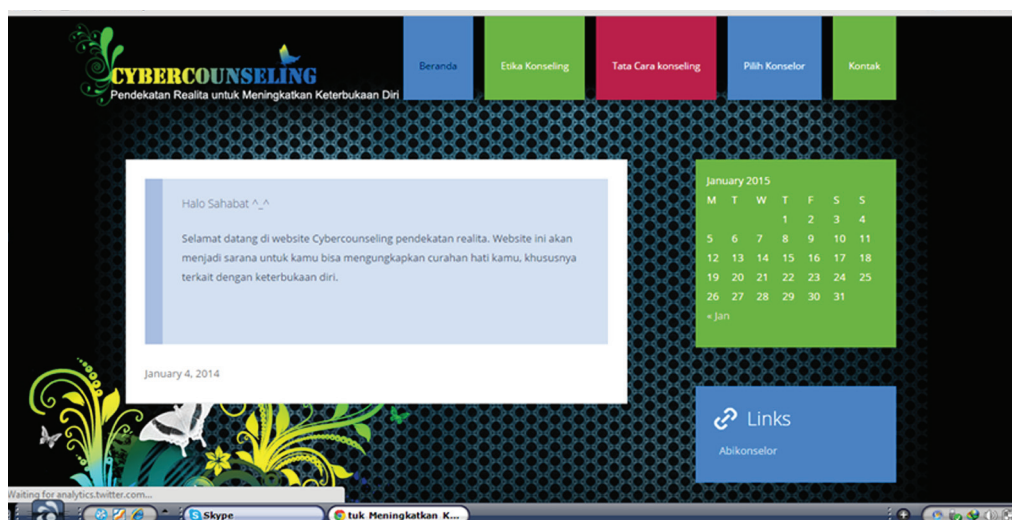 CYBERCOUNSELING
Pendekatan Realita untuk Meningkatkan Keterbukaan Diri
Beranda
Etika Konseling
Tata Cara konseling
Pilih Konselor
Kontak
Halo Sahabat ^_^
Selamat datang di website Cybercounseling pendekatan realita. Website ini akan
menjadi sarana untuk kamu bisa mengungkapkan curahan hati kamu, khususnya
terkait dengan keterbukaan diri.
January 4, 2014
January 2015
M T W T F S S
1 2 3 4
5 6 7 8 9 10 11
12 13 14 15 16 17 18
19 20 21 22 23 24 25
26 27 28 29 30 31
« Jan
Links
Abikonselor
Waiting for analytics.twitter.com...
Skype
tuk Meningkatkan K...